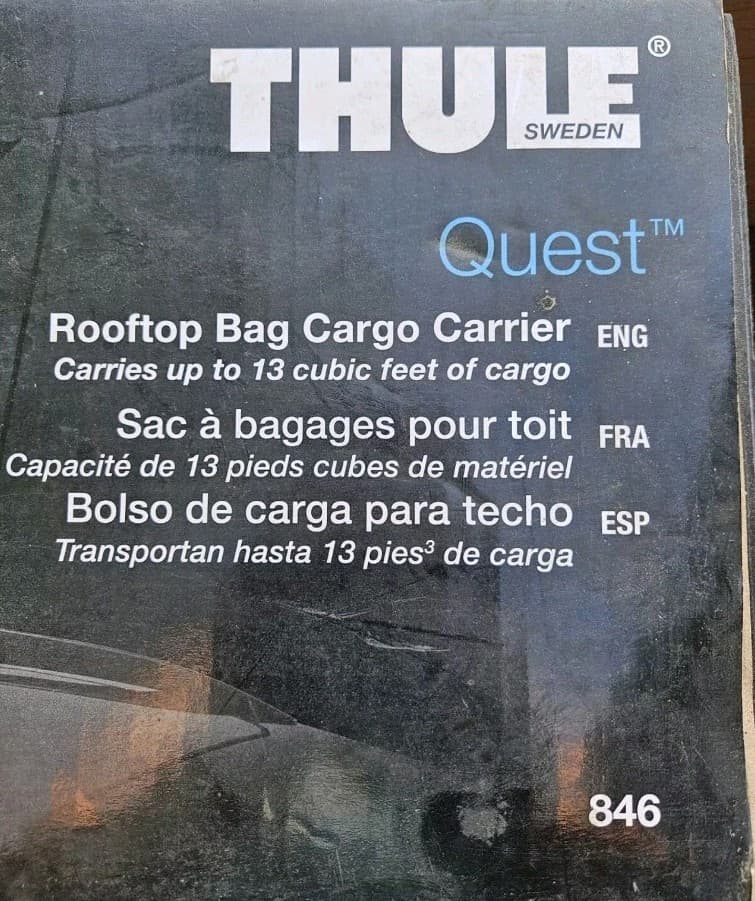 THULE®
SWEDEN
Quest™
Rooftop Bag Cargo Carrier ENG
Carries up to 13 cubic feet of cargo
Sac à bagages pour toit FRA
Capacité de 13 pieds cubes de matériel
Bolso de carga para techo ESP
Transportan hasta 13 pies³ de carga
846